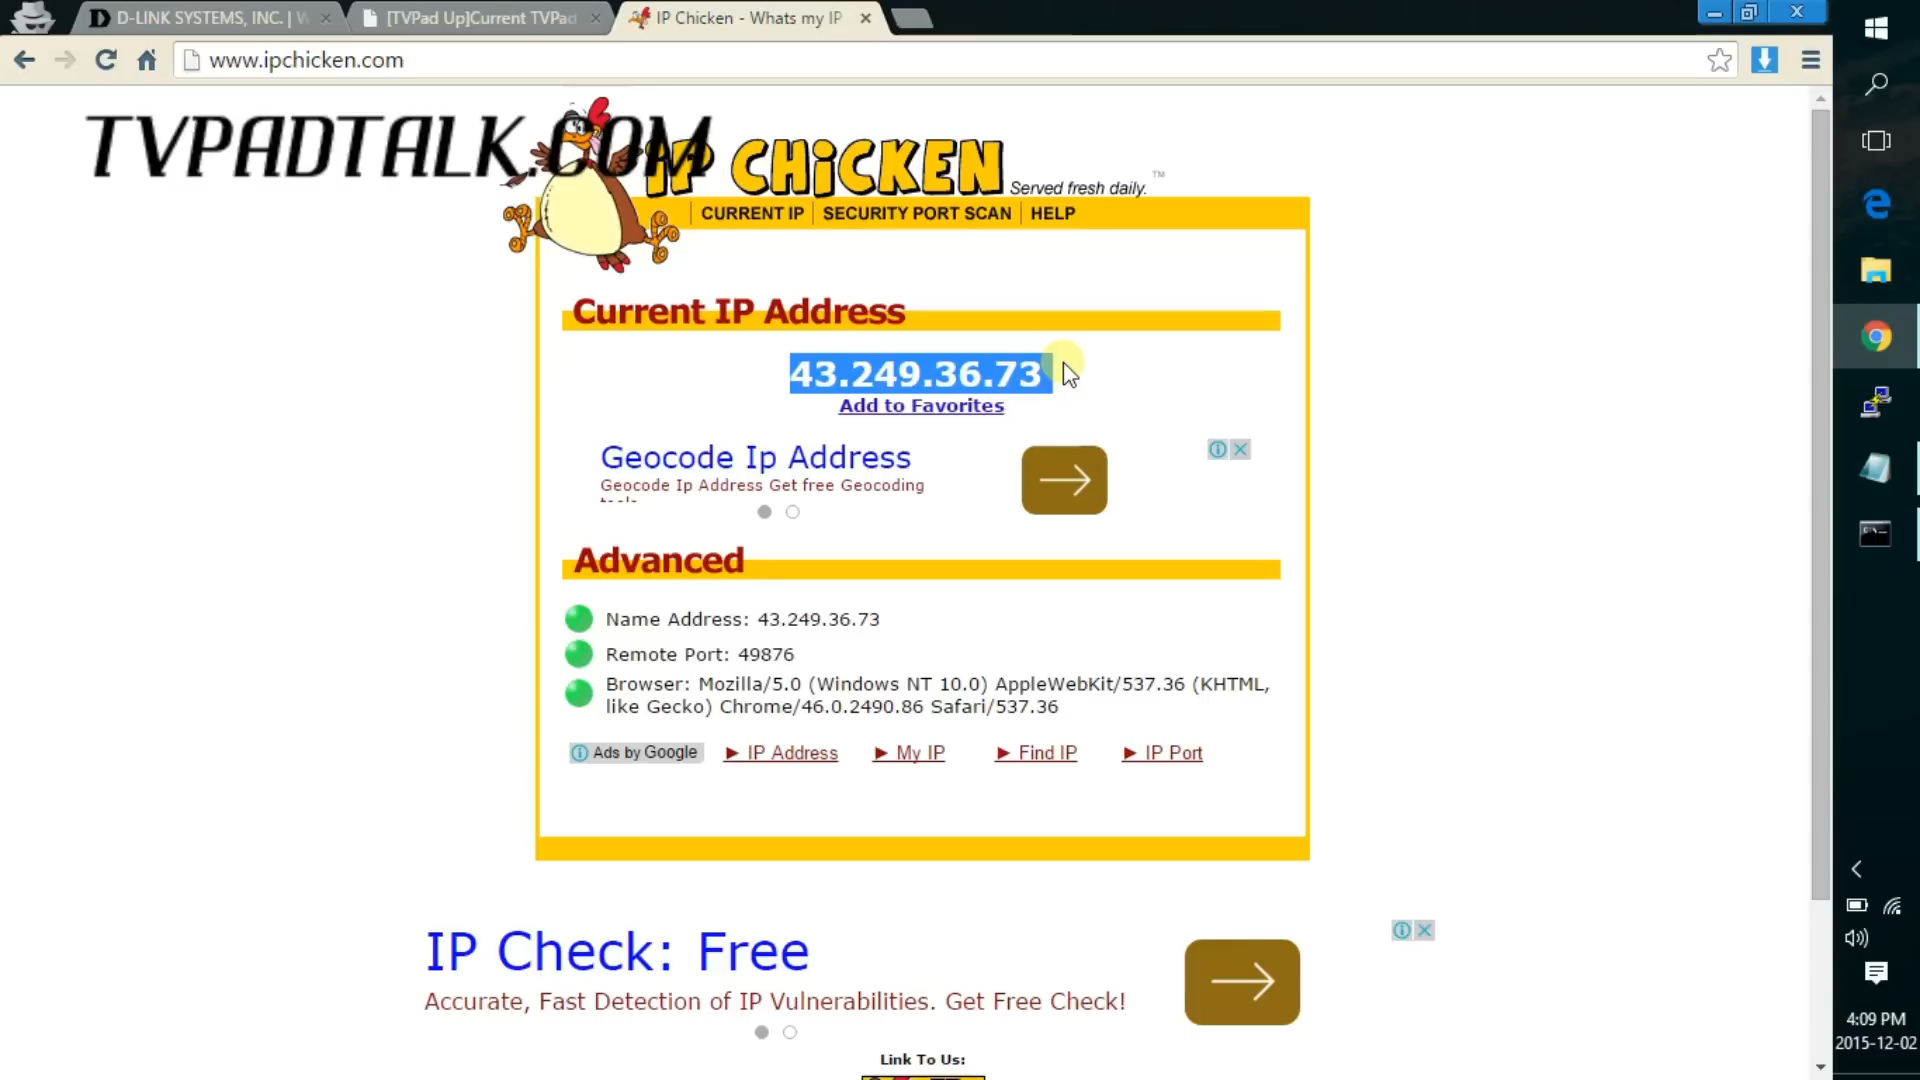 D-LINK SYSTEMS, INC. | W
[TVPad Up]Current TVPad
IP Chicken - Whats my IP
www.ipchicken.com
TVPADTALK.COM
IP CHiCKEN
Served fresh daily.
TM
CURRENT IP
SECURITY PORT SCAN
HELP
Current IP Address
43.249.36.73
Add to Favorites
Geocode Ip Address
Geocode Ip Address Get free Geocoding
Advanced
Name Address: 43.249.36.73
Remote Port: 49876
Browser: Mozilla/5.0 (Windows NT 10.0) AppleWebKit/537.36 (KHTML,
like Gecko) Chrome/46.0.2490.86 Safari/537.36
Ads by Google
► IP Address
► My IP
► Find IP
► IP Port
IP Check: Free
Accurate, Fast Detection of IP Vulnerabilities. Get Free Check!
Link To Us:
4:09 PM
2015-12-02